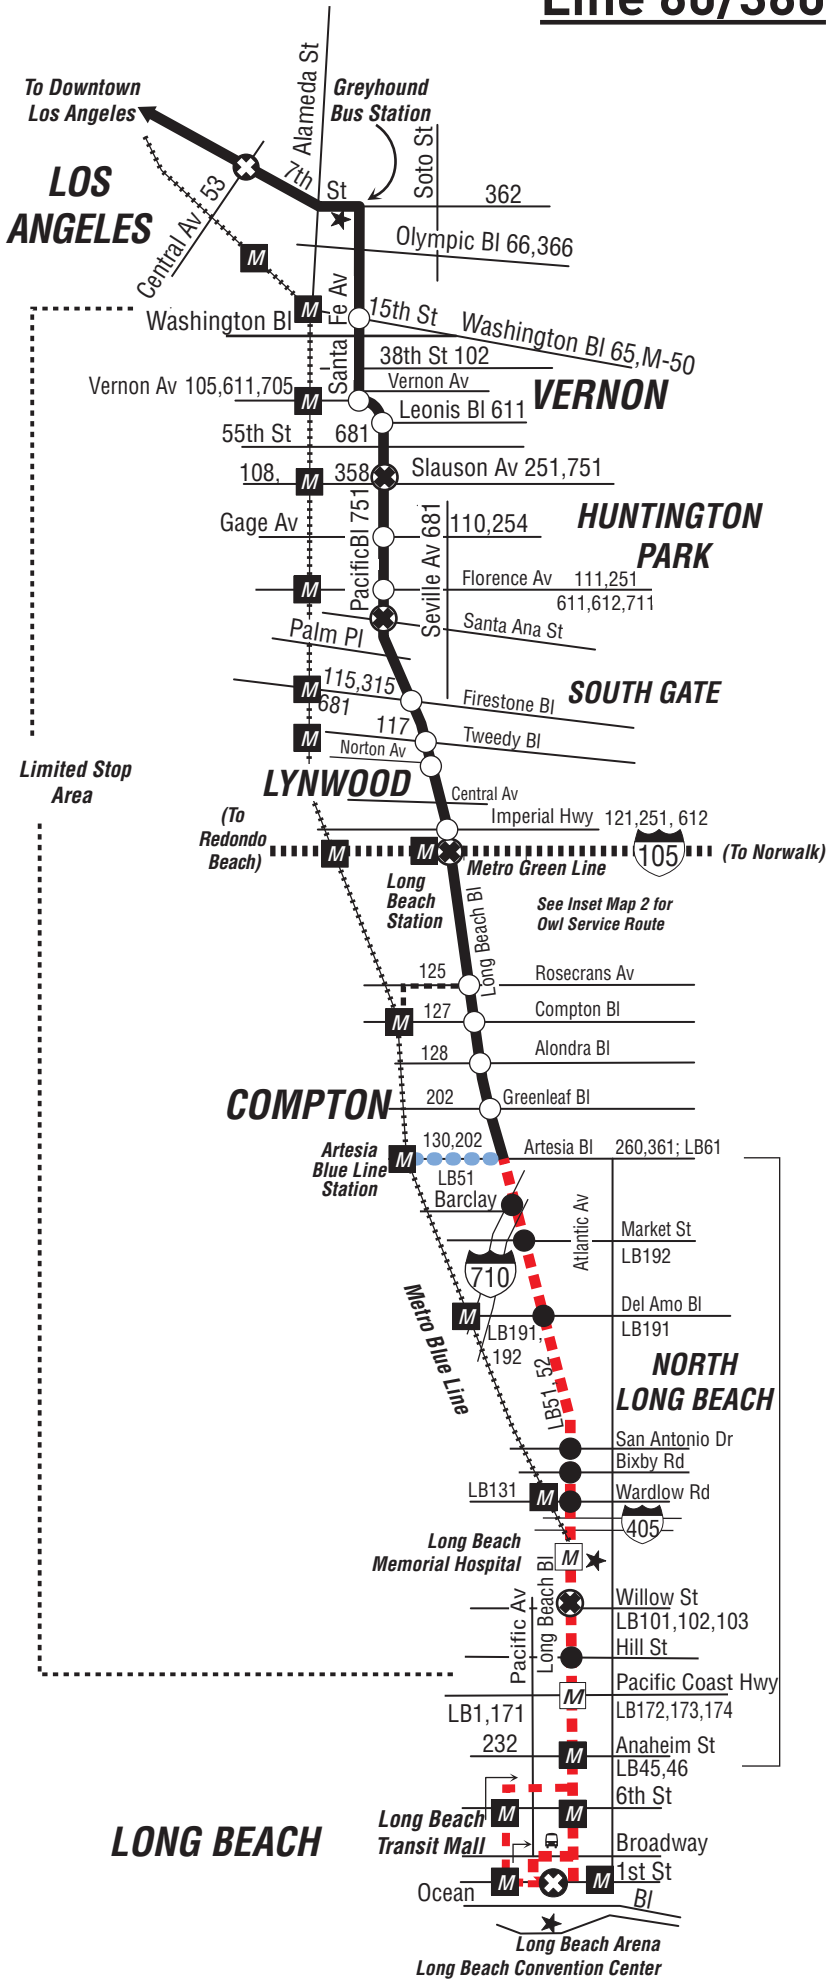 To Downtown
Los Angeles
Alameda St
Greyhound
Bus Station
LOS
ANGELES
Central Av 53
7th
St
Soto St
362
Olympic Bl 66,366
M
M
Washington Bl
Santa Fe Av
15th St
Washington Bl 65,M-50
38th St 102
Vernon Av 105,611,705
M
Vernon Av
VERNON
Leonis Bl 611
55th St 681
108, 358
M
Slauson Av 251,751
Pacific Bl 751
Seville Av 681
HUNTINGTON
PARK
Gage Av
110,254
M
Florence Av 111,251
611,612,711
Santa Ana St
Palm Pl
SOUTH GATE
M
115,315
681
Firestone Bl
M
117
Tweedy Bl
Norton Av
Limited Stop
Area
LYNWOOD
Central Av
Imperial Hwy 121,251, 612
(To
Redondo
Beach)
M
M
Metro Green Line
105
(To Norwalk)
Long
Beach
Station
See Inset Map 2 for
Owl Service Route
Long Beach Bl
125
Rosecrans Av
M
127
Compton Bl
128
Alondra Bl
COMPTON
202
Greenleaf Bl
Artesia
Blue Line
Station
M
130,202
LB51
Artesia Bl 260,361; LB61
Barclay
Atlantic Av
Market St
LB192
710
Metro Blue Line
M
LB191,
192
Del Amo Bl
LB191
LB51, 52
NORTH
LONG BEACH
San Antonio Dr
Bixby Rd
LB131
M
Wardlow Rd
405
Long Beach
Memorial Hospital
M
Pacific Av
Long Beach Bl
Willow St
LB101,102,103
Hill St
M
Pacific Coast Hwy
LB1,171
LB172,173,174
232
M
Anaheim St
LB45,46
M
M
6th St
LONG BEACH
Long Beach
Transit Mall
Broadway
M
M
1st St
Ocean
Bl
Long Beach Arena
Long Beach Convention Center